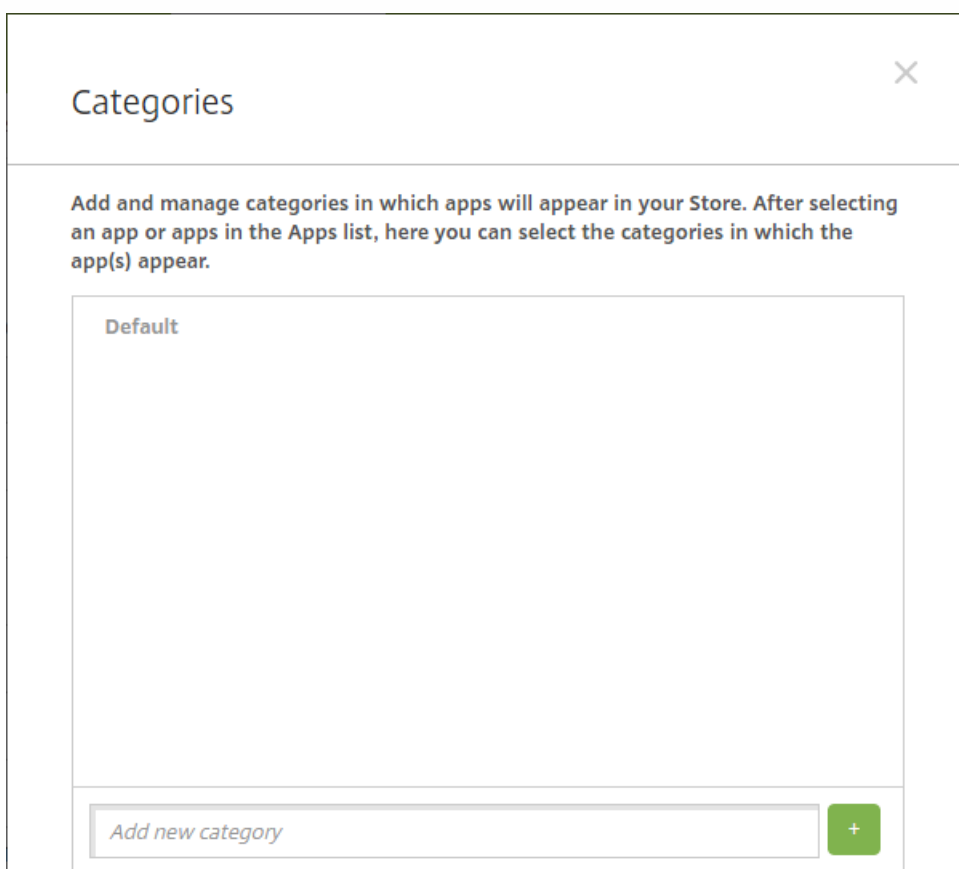 Categories
Add and manage categories in which apps will appear in your Store. After selecting
an app or apps in the Apps list, here you can select the categories in which the
app(s) appear.
Default
Add new category
+